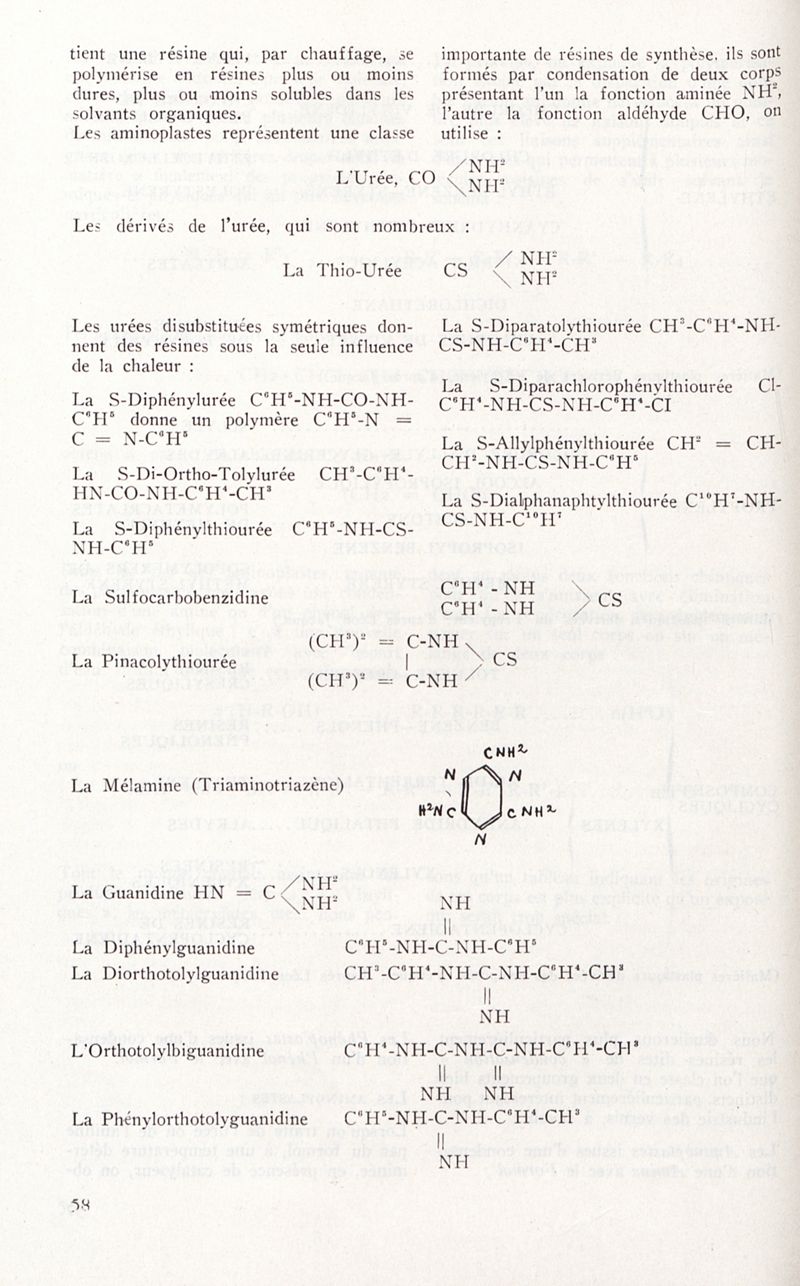 tient une résine qui, par chauffage, se
polymérise en résines plus ou moins
dures, plus ou moins solubles dans les
solvants organiques.
Les aminoplastes représentent une classe
importante de résines de synthèse, ils sont
formés par condensation de deux corps
présentant l'un la fonction aminée NH²,
l'autre la fonction aldéhyde CHO, on
utilise :
L'Urée, CO / NH²
\ NH²
Les dérivés de l'urée, qui sont nombreux :
La Thio-Urée CS / NH²
\ NH²
Les urées disubstituées symétriques don-
nent des résines sous la seule influence
de la chaleur :
La S-Diphénylurée C⁶H⁵-NH-CO-NH-
C⁶H⁵ donne un polymère C⁶H⁵-N =
C = N-C⁶H⁵
La S-Di-Ortho-Tolylurée CH³-C⁶H⁴-
HN-CO-NH-C⁶H⁴-CH³
La S-Diphénylthiourée C⁶H⁵-NH-CS-
NH-C⁶H⁵
La S-Diparatolythiourée CH³-C⁶H⁴-NH-
CS-NH-C⁶H⁴-CH³
La S-Diparachlorophénylthiourée Cl-
C⁶H⁴-NH-CS-NH-C⁶H⁴-Cl
La S-Allylphénylthiourée CH² = CH-
CH²-NH-CS-NH-C⁶H⁵
La S-Dialphanaphtylthiourée C¹⁰H⁷-NH-
CS-NH-C¹⁰H⁷
La Sulfocarbobenzidine
C⁶H⁴ - NH \
C⁶H⁴ - NH / CS
(CH³)² = C-NH \
La Pinacolythiourée | CS
(CH³)² = C-NH /
CNH²
La Mélamine (Triaminotriazène)
N N
H²NC CNH²
N
La Guanidine HN = C / NH²
\ NH²
NH
||
La Diphénylguanidine C⁶H⁵-NH-C-NH-C⁶H⁵
La Diorthotolylguanidine CH³-C⁶H⁴-NH-C-NH-C⁶H⁴-CH³
||
NH
L'Orthotolylbiguanidine C⁶H⁴-NH-C-NH-C-NH-C⁶H⁴-CH³
|| ||
NH NH
La Phénylorthotolyguanidine C⁶H⁵-NH-C-NH-C⁶H⁴-CH³
||
NH
58